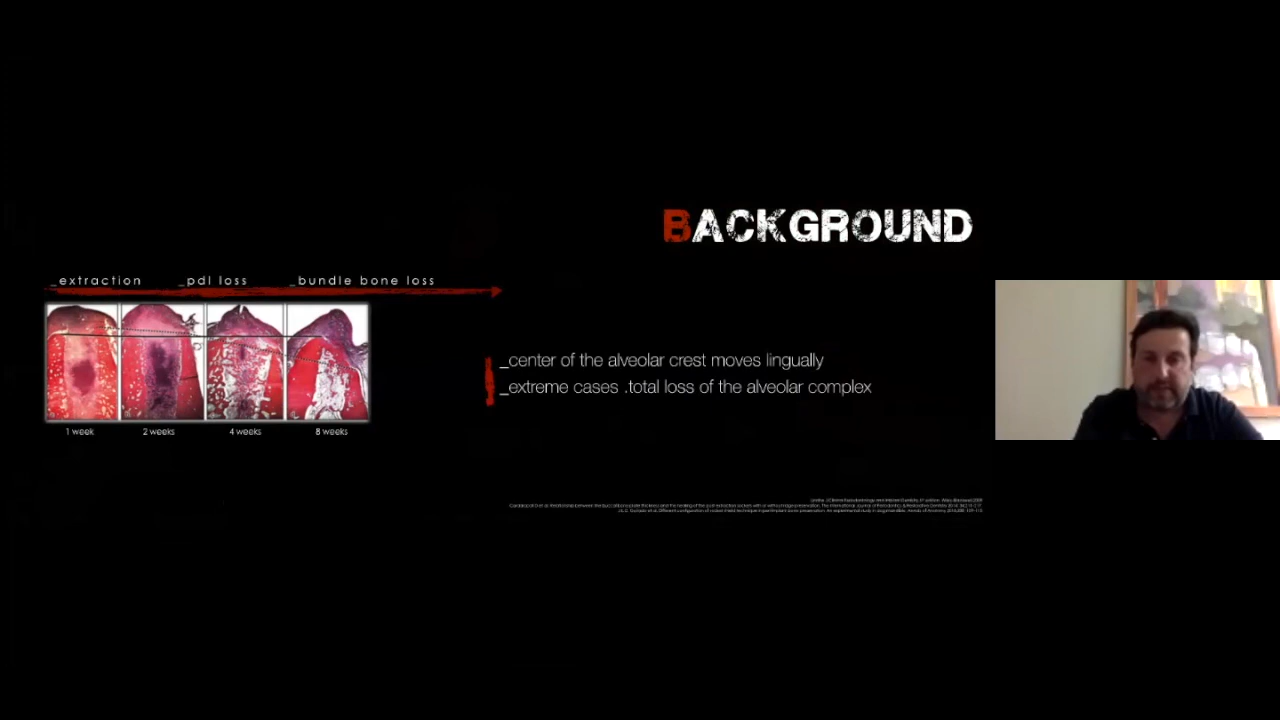 BACKGROUND
_extraction _pdl loss _bundle bone loss
_center of the alveolar crest moves lingually
_extreme cases .total loss of the alveolar complex
1 week 2 weeks 4 weeks 8 weeks